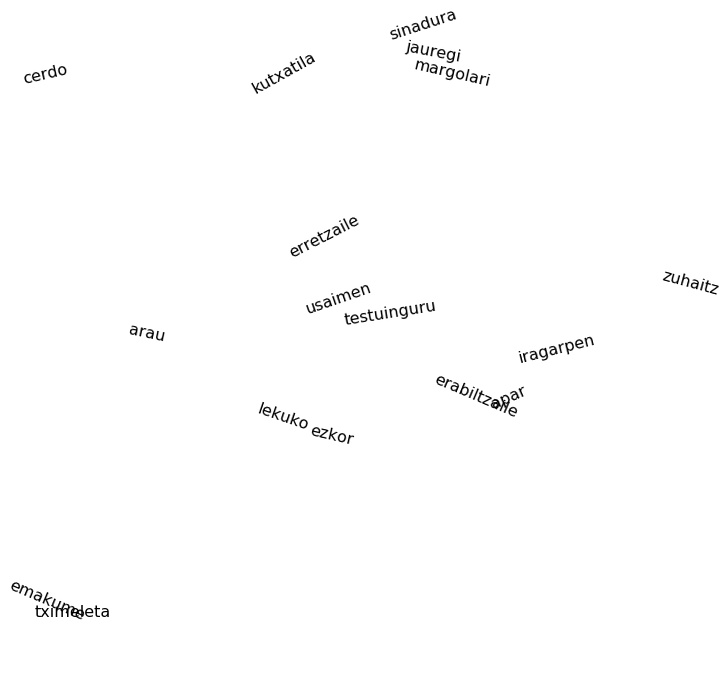 sinadura
jauregi
margolari
cerdo
kutxatila
erretzaile
zuhaitz
usaimen
testuinguru
arau
iragarpen
erabiltzaile
apar
lekuko
ezkor
emakume
tximeleta